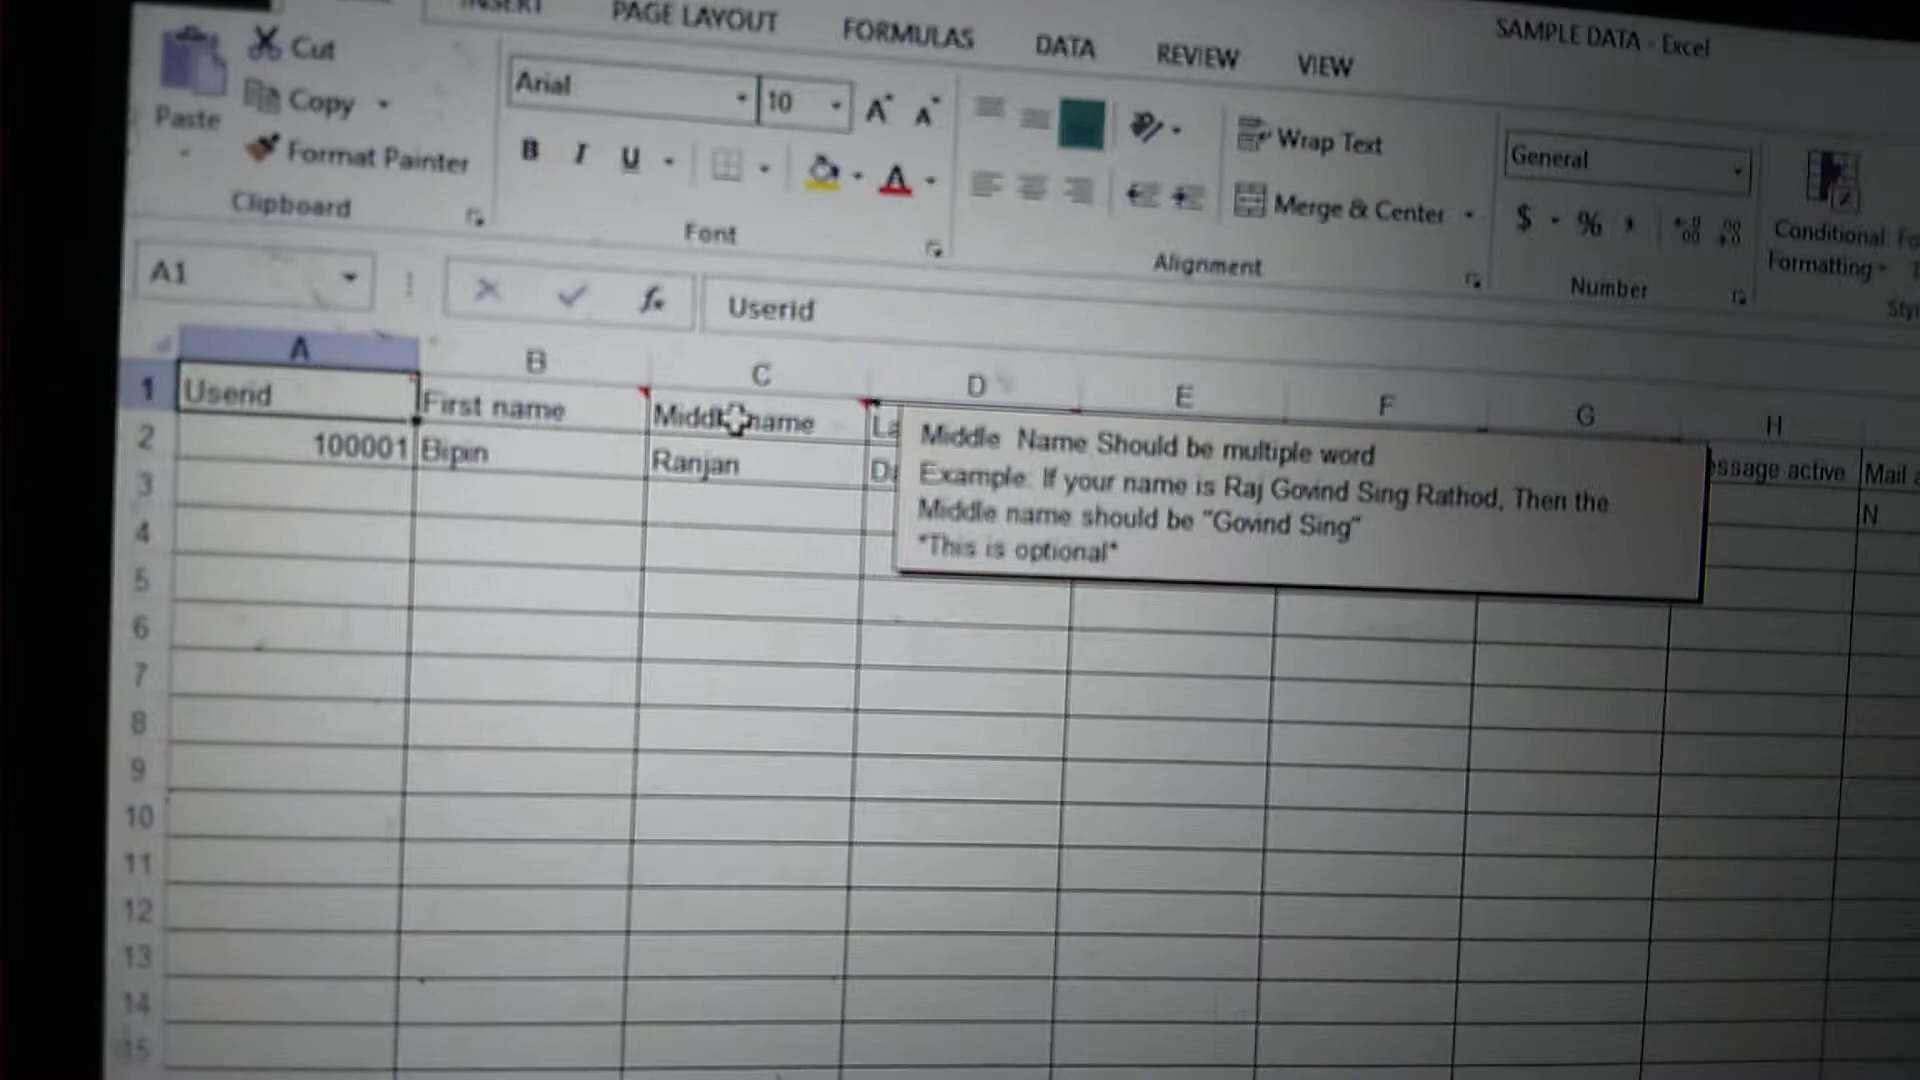 INSERT PAGE LAYOUT FORMULAS DATA REVIEW VIEW SAMPLE DATA - Excel
Cut
Copy
Paste
Format Painter
Clipboard
Arial 10
B I U
Font
Wrap Text
Merge & Center
Alignment
General
$ %
Number
Conditional
Formatting
A1 Userid
A B C D E F G H
1 Userid First name Middle name La ssage active Mail a
2 100001 Bipin Ranjan Da N
Middle Name Should be multiple word
Example: If your name is Raj Govind Sing Rathod, Then the
Middle name should be "Govind Sing"
*This is optional*
3
4
5
6
7
8
9
10
11
12
13
14
15